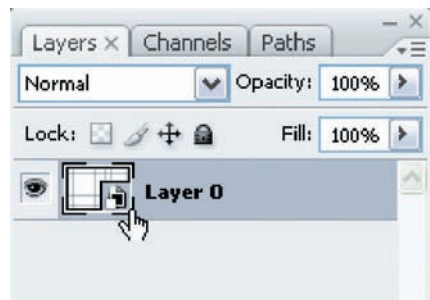 Layers × Channels Paths
Normal Opacity: 100%
Lock: Fill: 100%
Layer 0